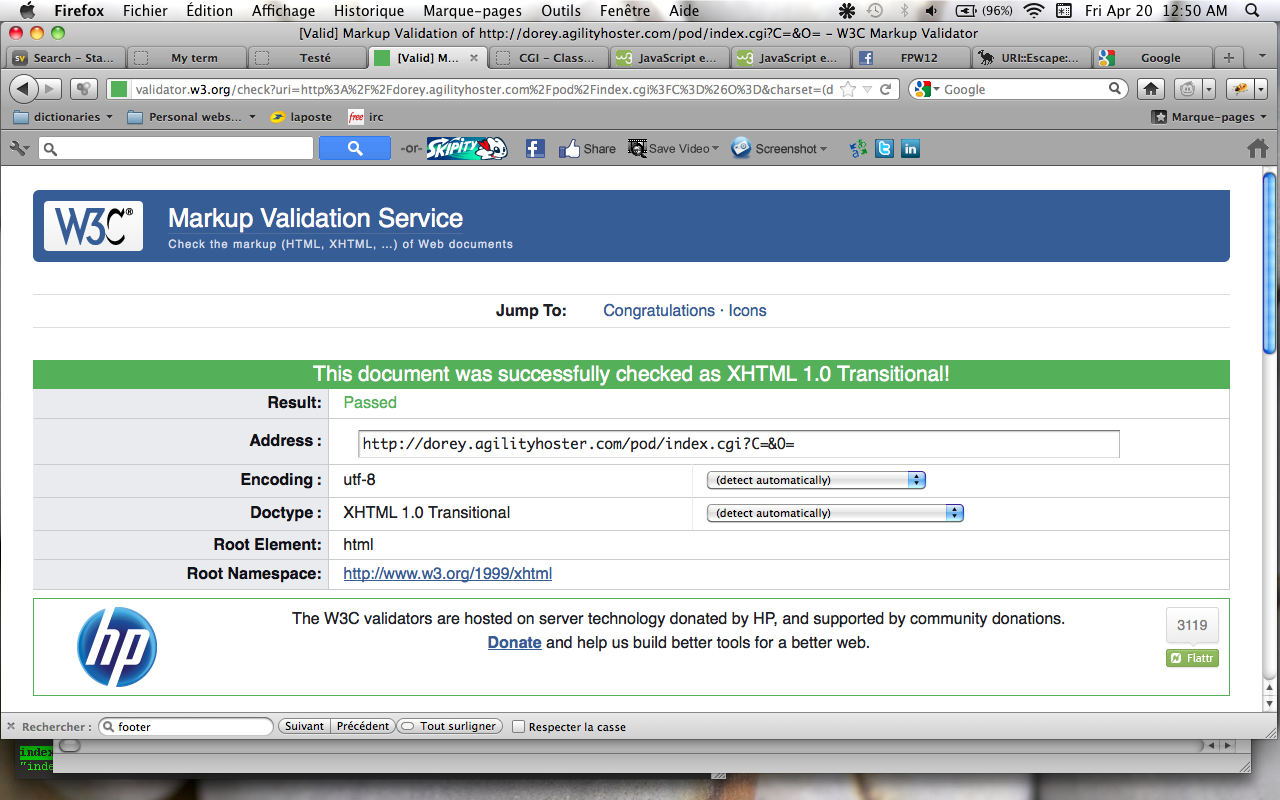 Firefox Fichier Édition Affichage Historique Marque-pages Outils Fenêtre Aide (96%) Fri Apr 20 12:50 AM
[Valid] Markup Validation of http://dorey.agilityhoster.com/pod/index.cgi?C=&O= – W3C Markup Validator
sv Search – Sta... My term Testé [Valid] M... CGI – Class... JavaScript e... JavaScript e... FPW12 URI::Escape:... Google
validator.w3.org/check?uri=http%3A%2F%2Fdorey.agilityhoster.com%2Fpod%2Findex.cgi%3FC%3D%26O%3D&charset=(d Google
dictionaries Personal webs... laposte free irc Marque-pages
-or- SKIPITY Share Save Video Screenshot
W3C® Markup Validation Service
Check the markup (HTML, XHTML, …) of Web documents
Jump To: Congratulations · Icons
This document was successfully checked as XHTML 1.0 Transitional!
Result: Passed
Address : http://dorey.agilityhoster.com/pod/index.cgi?C=&O=
Encoding : utf-8 (detect automatically)
Doctype : XHTML 1.0 Transitional (detect automatically)
Root Element: html
Root Namespace: http://www.w3.org/1999/xhtml
hp The W3C validators are hosted on server technology donated by HP, and supported by community donations.
Donate and help us build better tools for a better web.
3119
Flattr
Rechercher : footer Suivant Précédent Tout surligner Respecter la casse
index
"inde